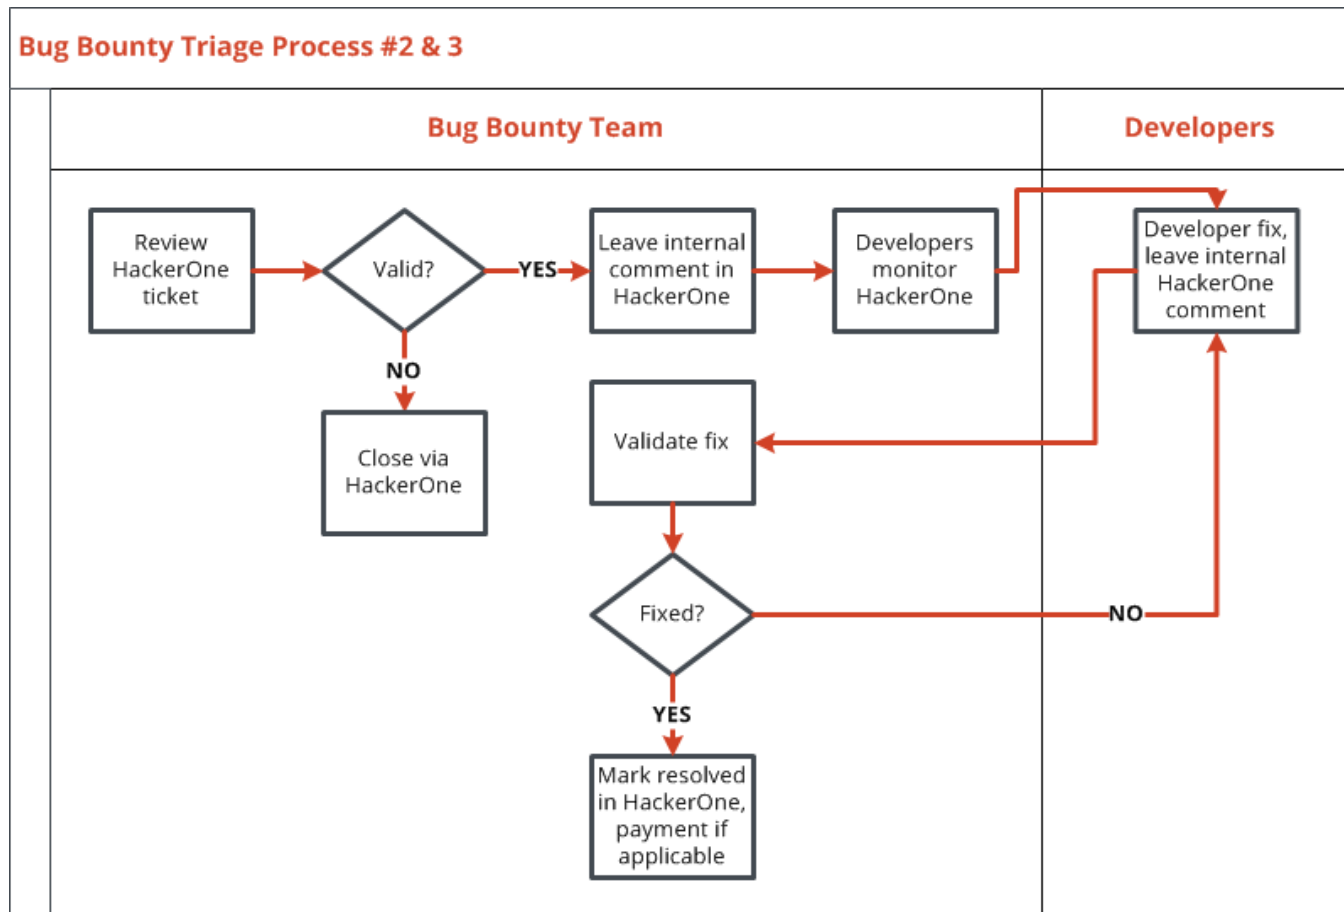 Bug Bounty Triage Process #2 & 3
Bug Bounty Team
Developers
Review
HackerOne
ticket
Valid?
YES
Leave internal
comment in
HackerOne
Developers
monitor
HackerOne
Developer fix,
leave internal
HackerOne
comment
NO
Close via
HackerOne
Validate fix
Fixed?
NO
YES
Mark resolved
in HackerOne,
payment if
applicable